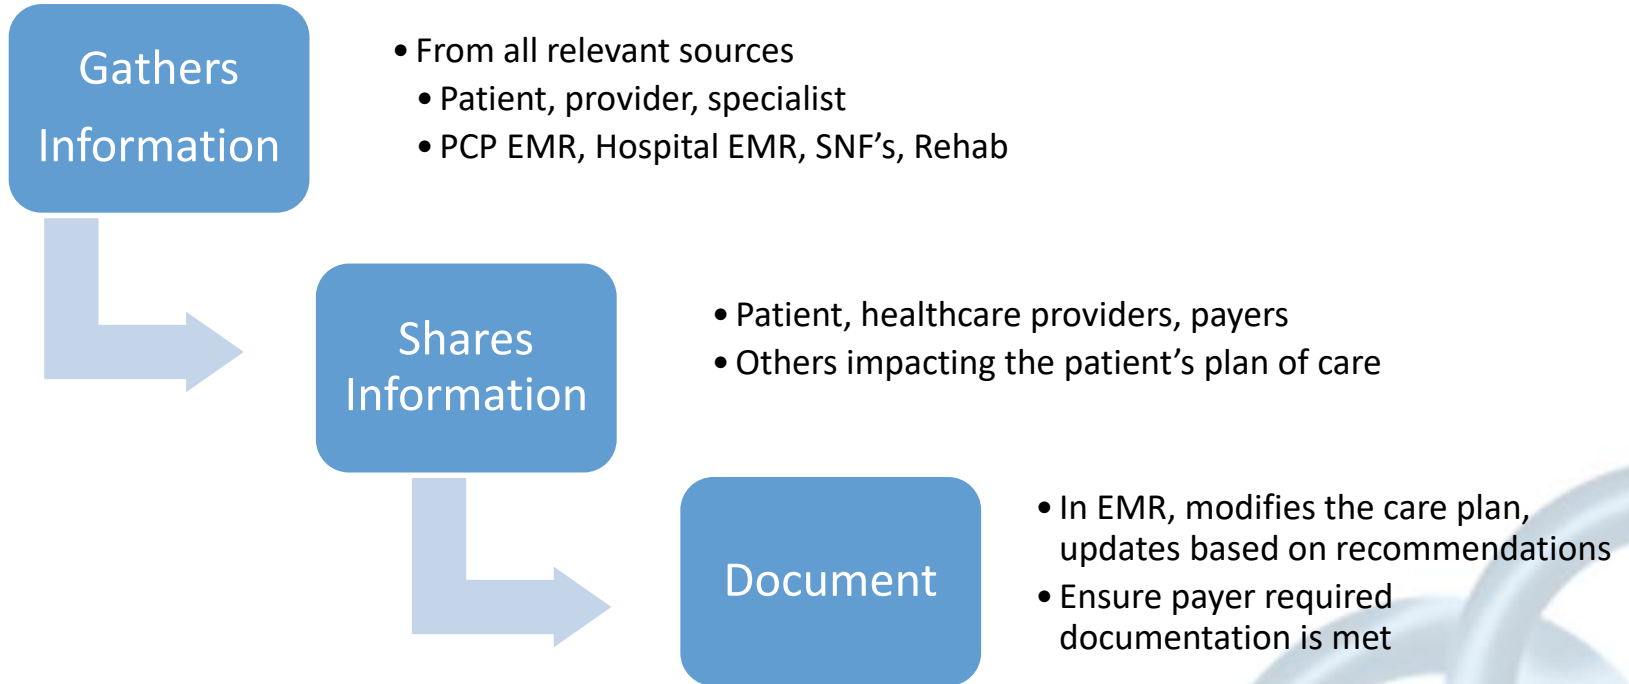 Gathers
Information
• From all relevant sources
• Patient, provider, specialist
• PCP EMR, Hospital EMR, SNF’s, Rehab
Shares
Information
• Patient, healthcare providers, payers
• Others impacting the patient’s plan of care
Document
• In EMR, modifies the care plan,
updates based on recommendations
• Ensure payer required
documentation is met